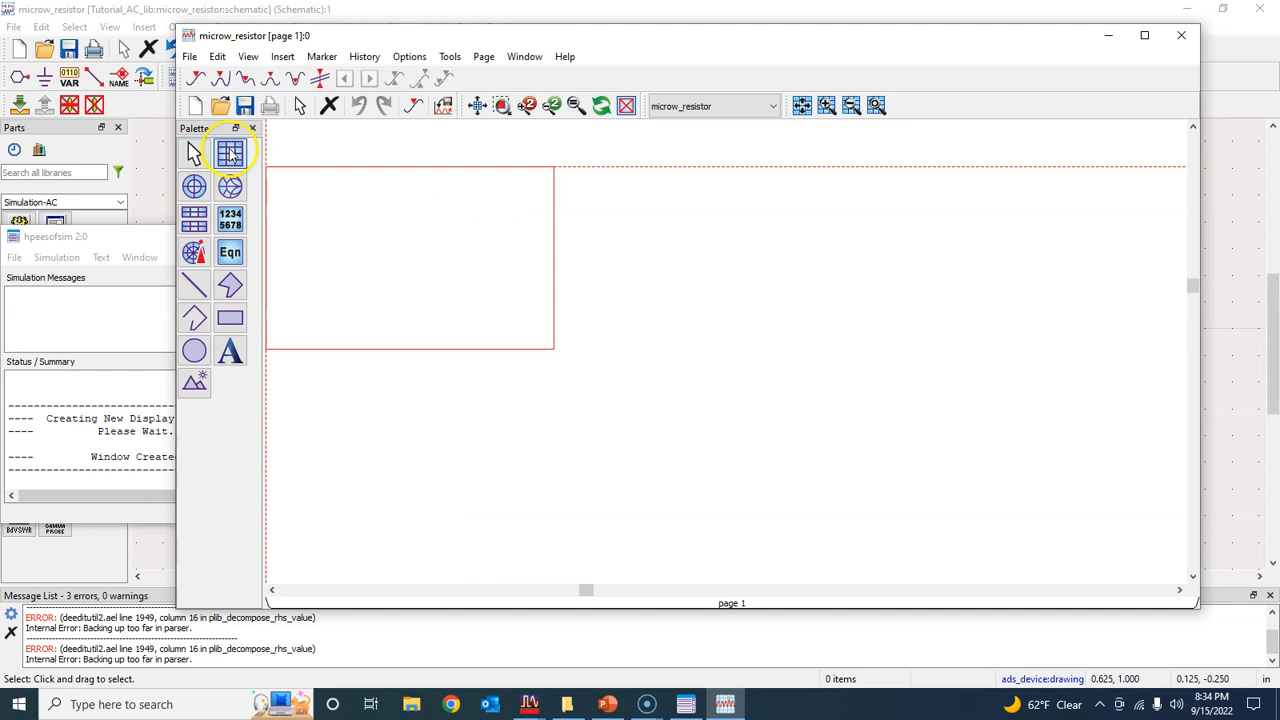 microw_resistor [Tutorial_AC_lib:microw_resistor:schematic] (Schematic):1
File Edit Select View Insert
microw_resistor [page 1]:0
File Edit View Insert Marker History Options Tools Page Window Help
0110
VAR
NAME
microw_resistor
Parts
Palette
Search all libraries
Simulation-AC
1234
5678
Eqn
A
hpeesofsim 2:0
File Simulation Text Window
Simulation Messages
Status / Summary
---- Creating New Display
---- Please Wait.
---- Window Create
page 1
Message List - 3 errors, 0 warnings
ERROR: (deeditutil2.ael line 1949, column 16 in plib_decompose_rhs_value)
Internal Error: Backing up too far in parser.
ERROR: (deeditutil2.ael line 1949, column 16 in plib_decompose_rhs_value)
Internal Error: Backing up too far in parser.
Select: Click and drag to select.
0 items
ads_device:drawing
0.625, 1.000
0.125, -0.250
in
Type here to search
62°F Clear
8:34 PM
9/15/2022